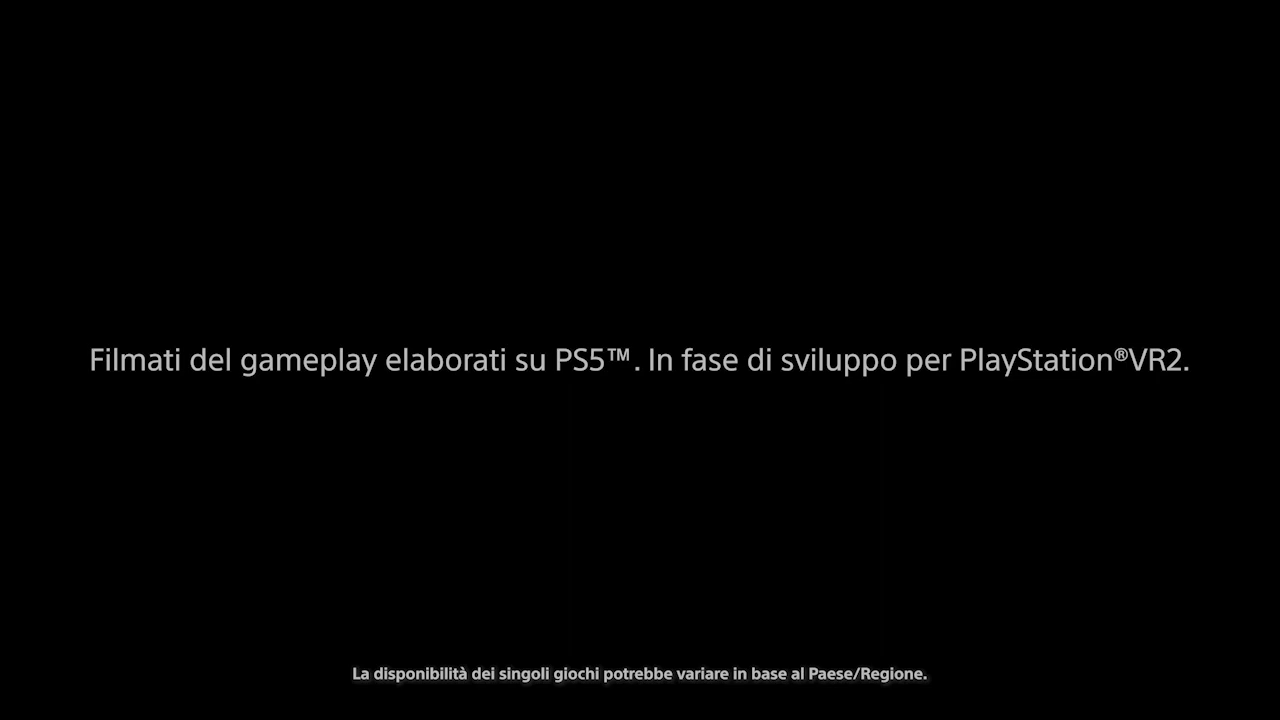 Filmati del gameplay elaborati su PS5™. In fase di sviluppo per PlayStation®VR2.
La disponibilità dei singoli giochi potrebbe variare in base al Paese/Regione.